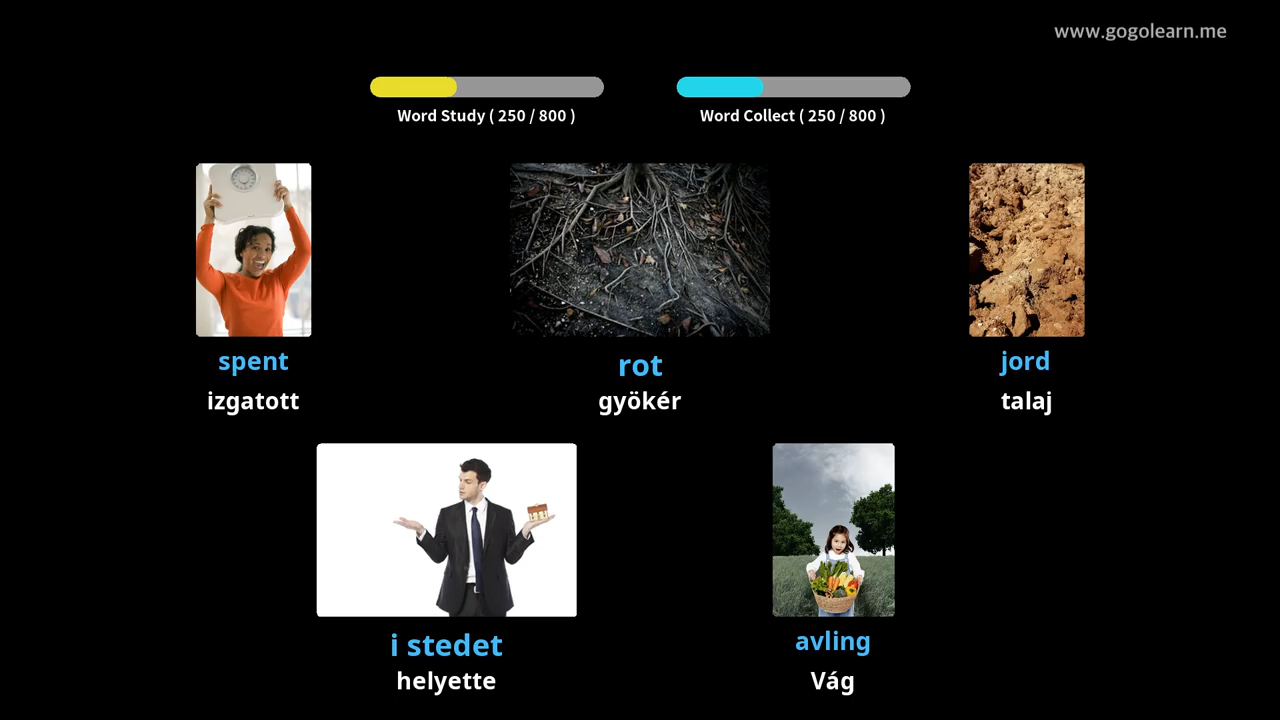 www.gogolearn.me
Word Study ( 250 / 800 )
Word Collect ( 250 / 800 )
spent
izgatott
rot
gyökér
jord
talaj
i stedet
helyette
avling
Vág